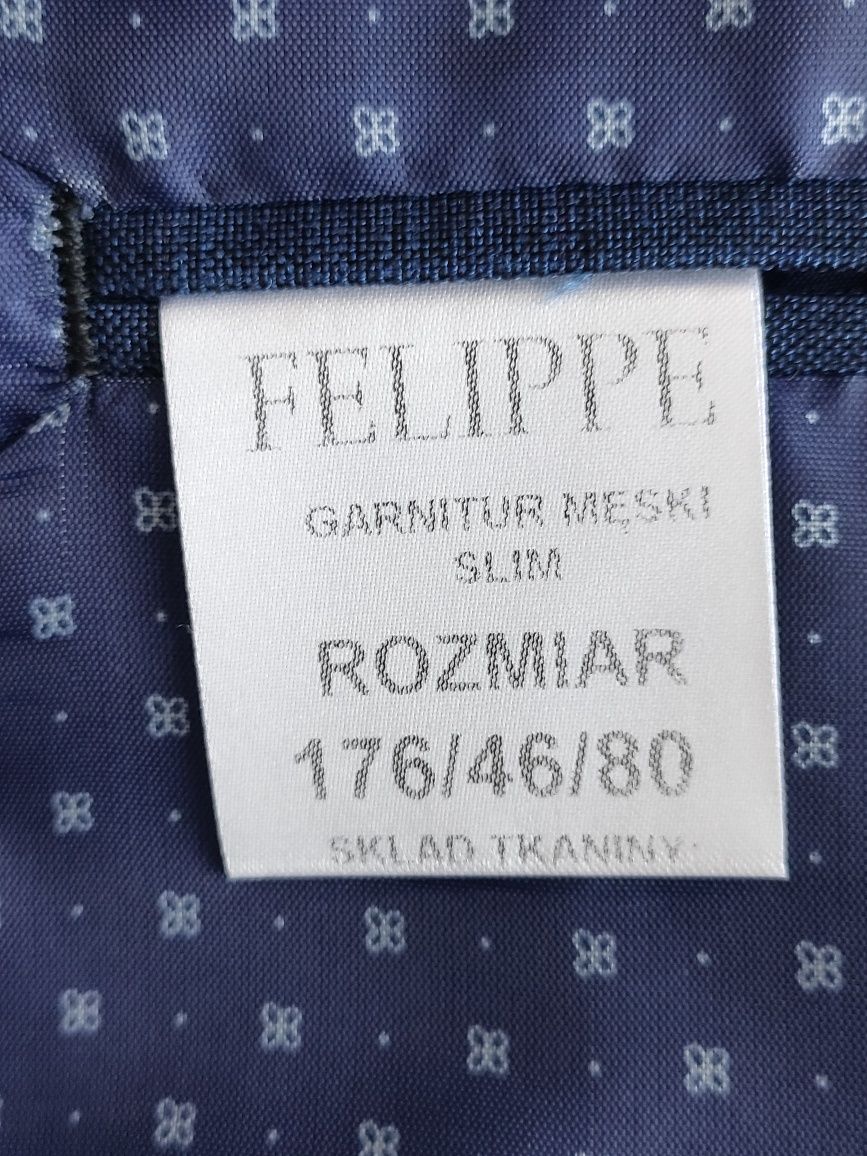 FELIPPE
GARNITUR MĘSKI
SLIM
ROZMIAR
176/46/80
SKŁAD TKANINY: